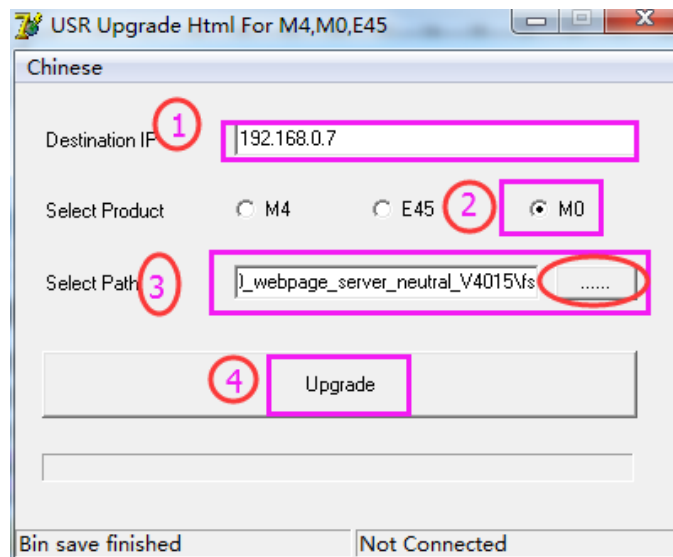 USR Upgrade Html For M4,M0,E45
Chinese
Destination IP 1 192.168.0.7
Select Product M4 E45 2 M0
Select Path 3 )_webpage_server_neutral_V4015\fs ......
4 Upgrade
Bin save finished Not Connected